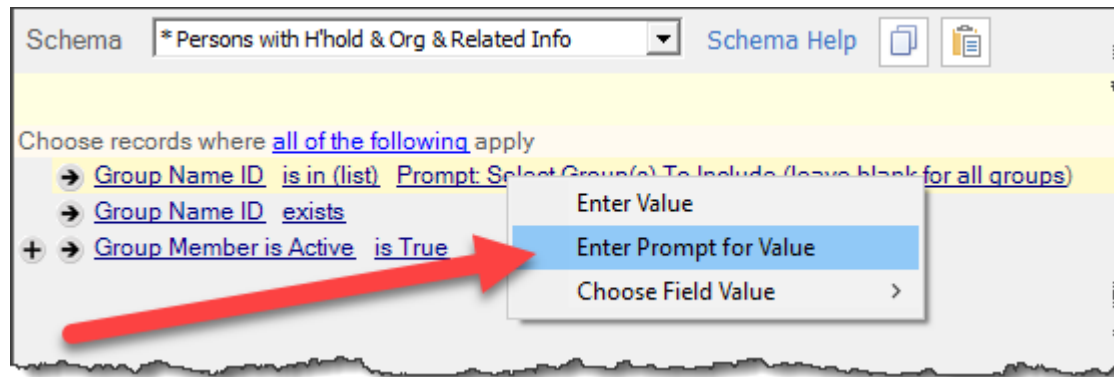 Schema * Persons with H'hold & Org & Related Info Schema Help
Choose records where all of the following apply
Group Name ID is in (list) Prompt: Select Group(s) To Include (leave blank for all groups)
Group Name ID exists
Enter Value
+ Group Member is Active is True
Enter Prompt for Value
Choose Field Value >